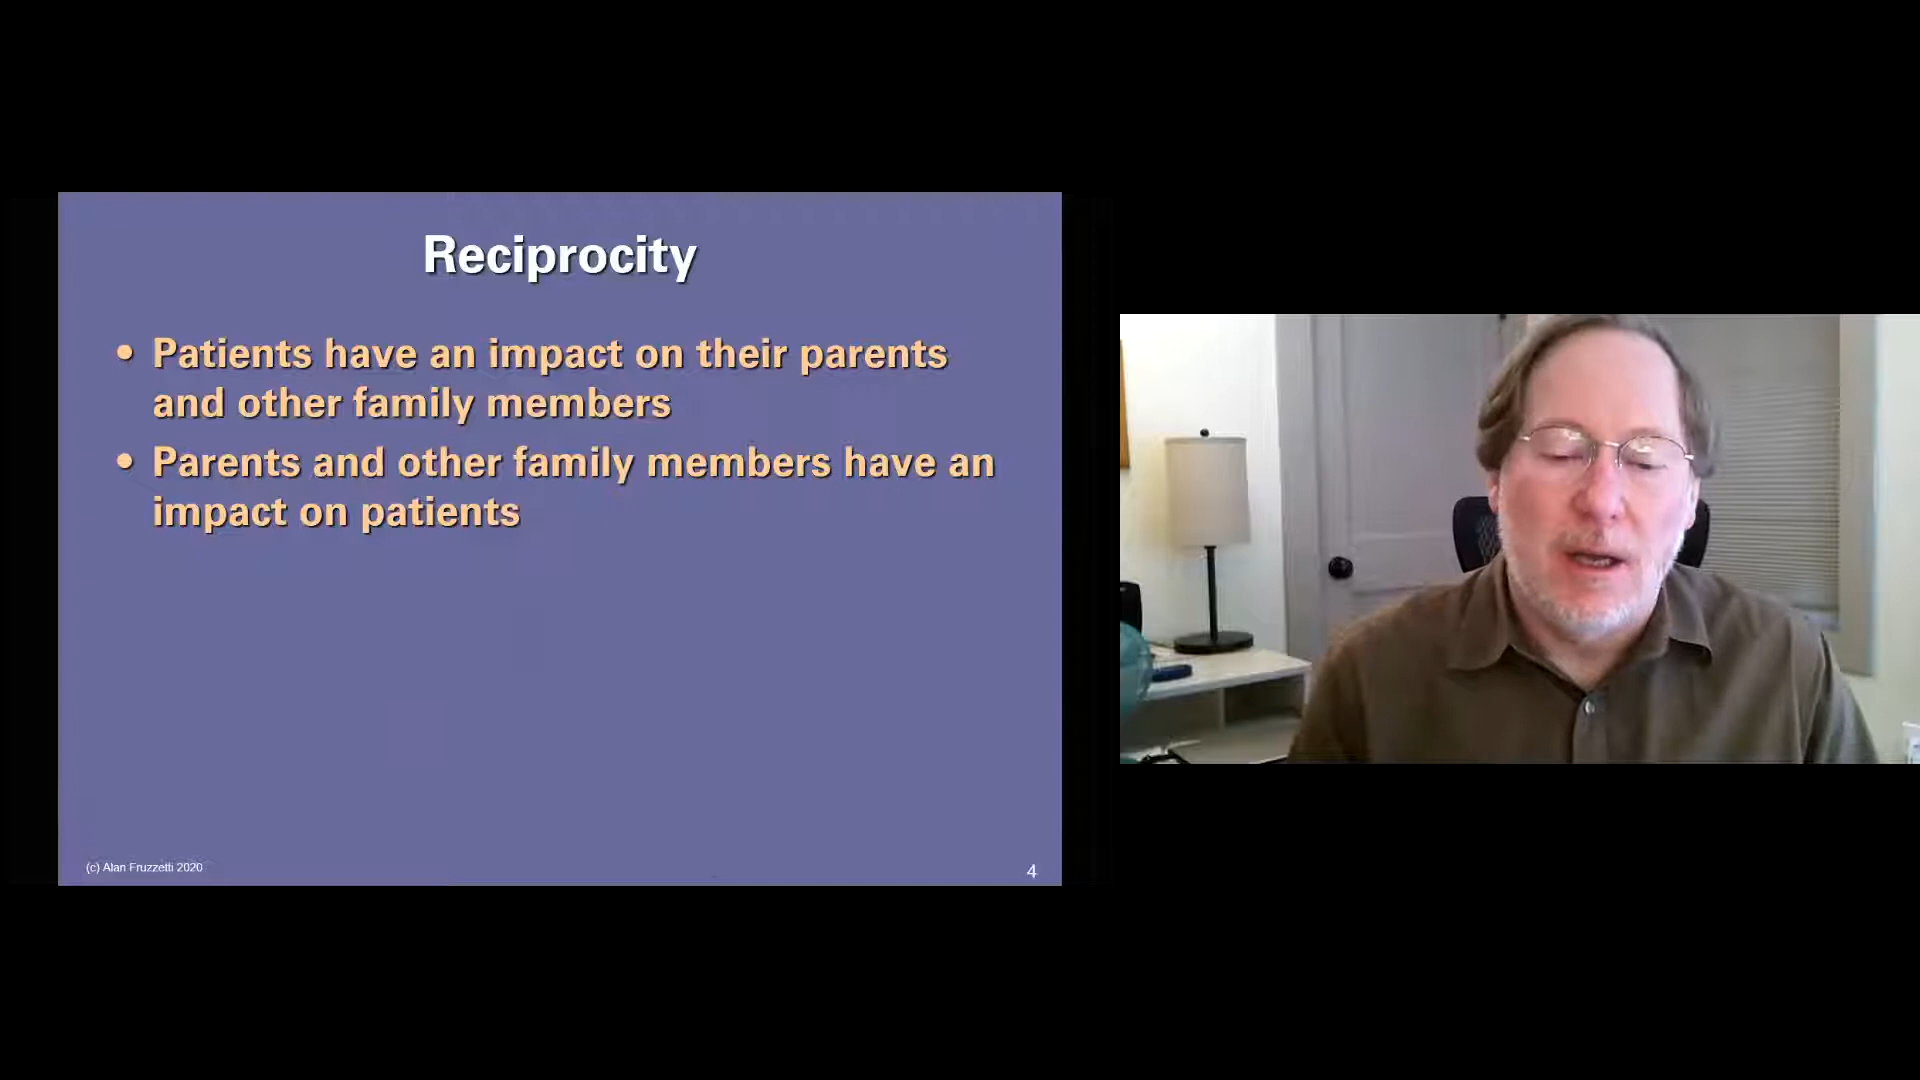 Reciprocity
• Patients have an impact on their parents
and other family members
• Parents and other family members have an
impact on patients
(c) Alan Fruzzetti 2020
4